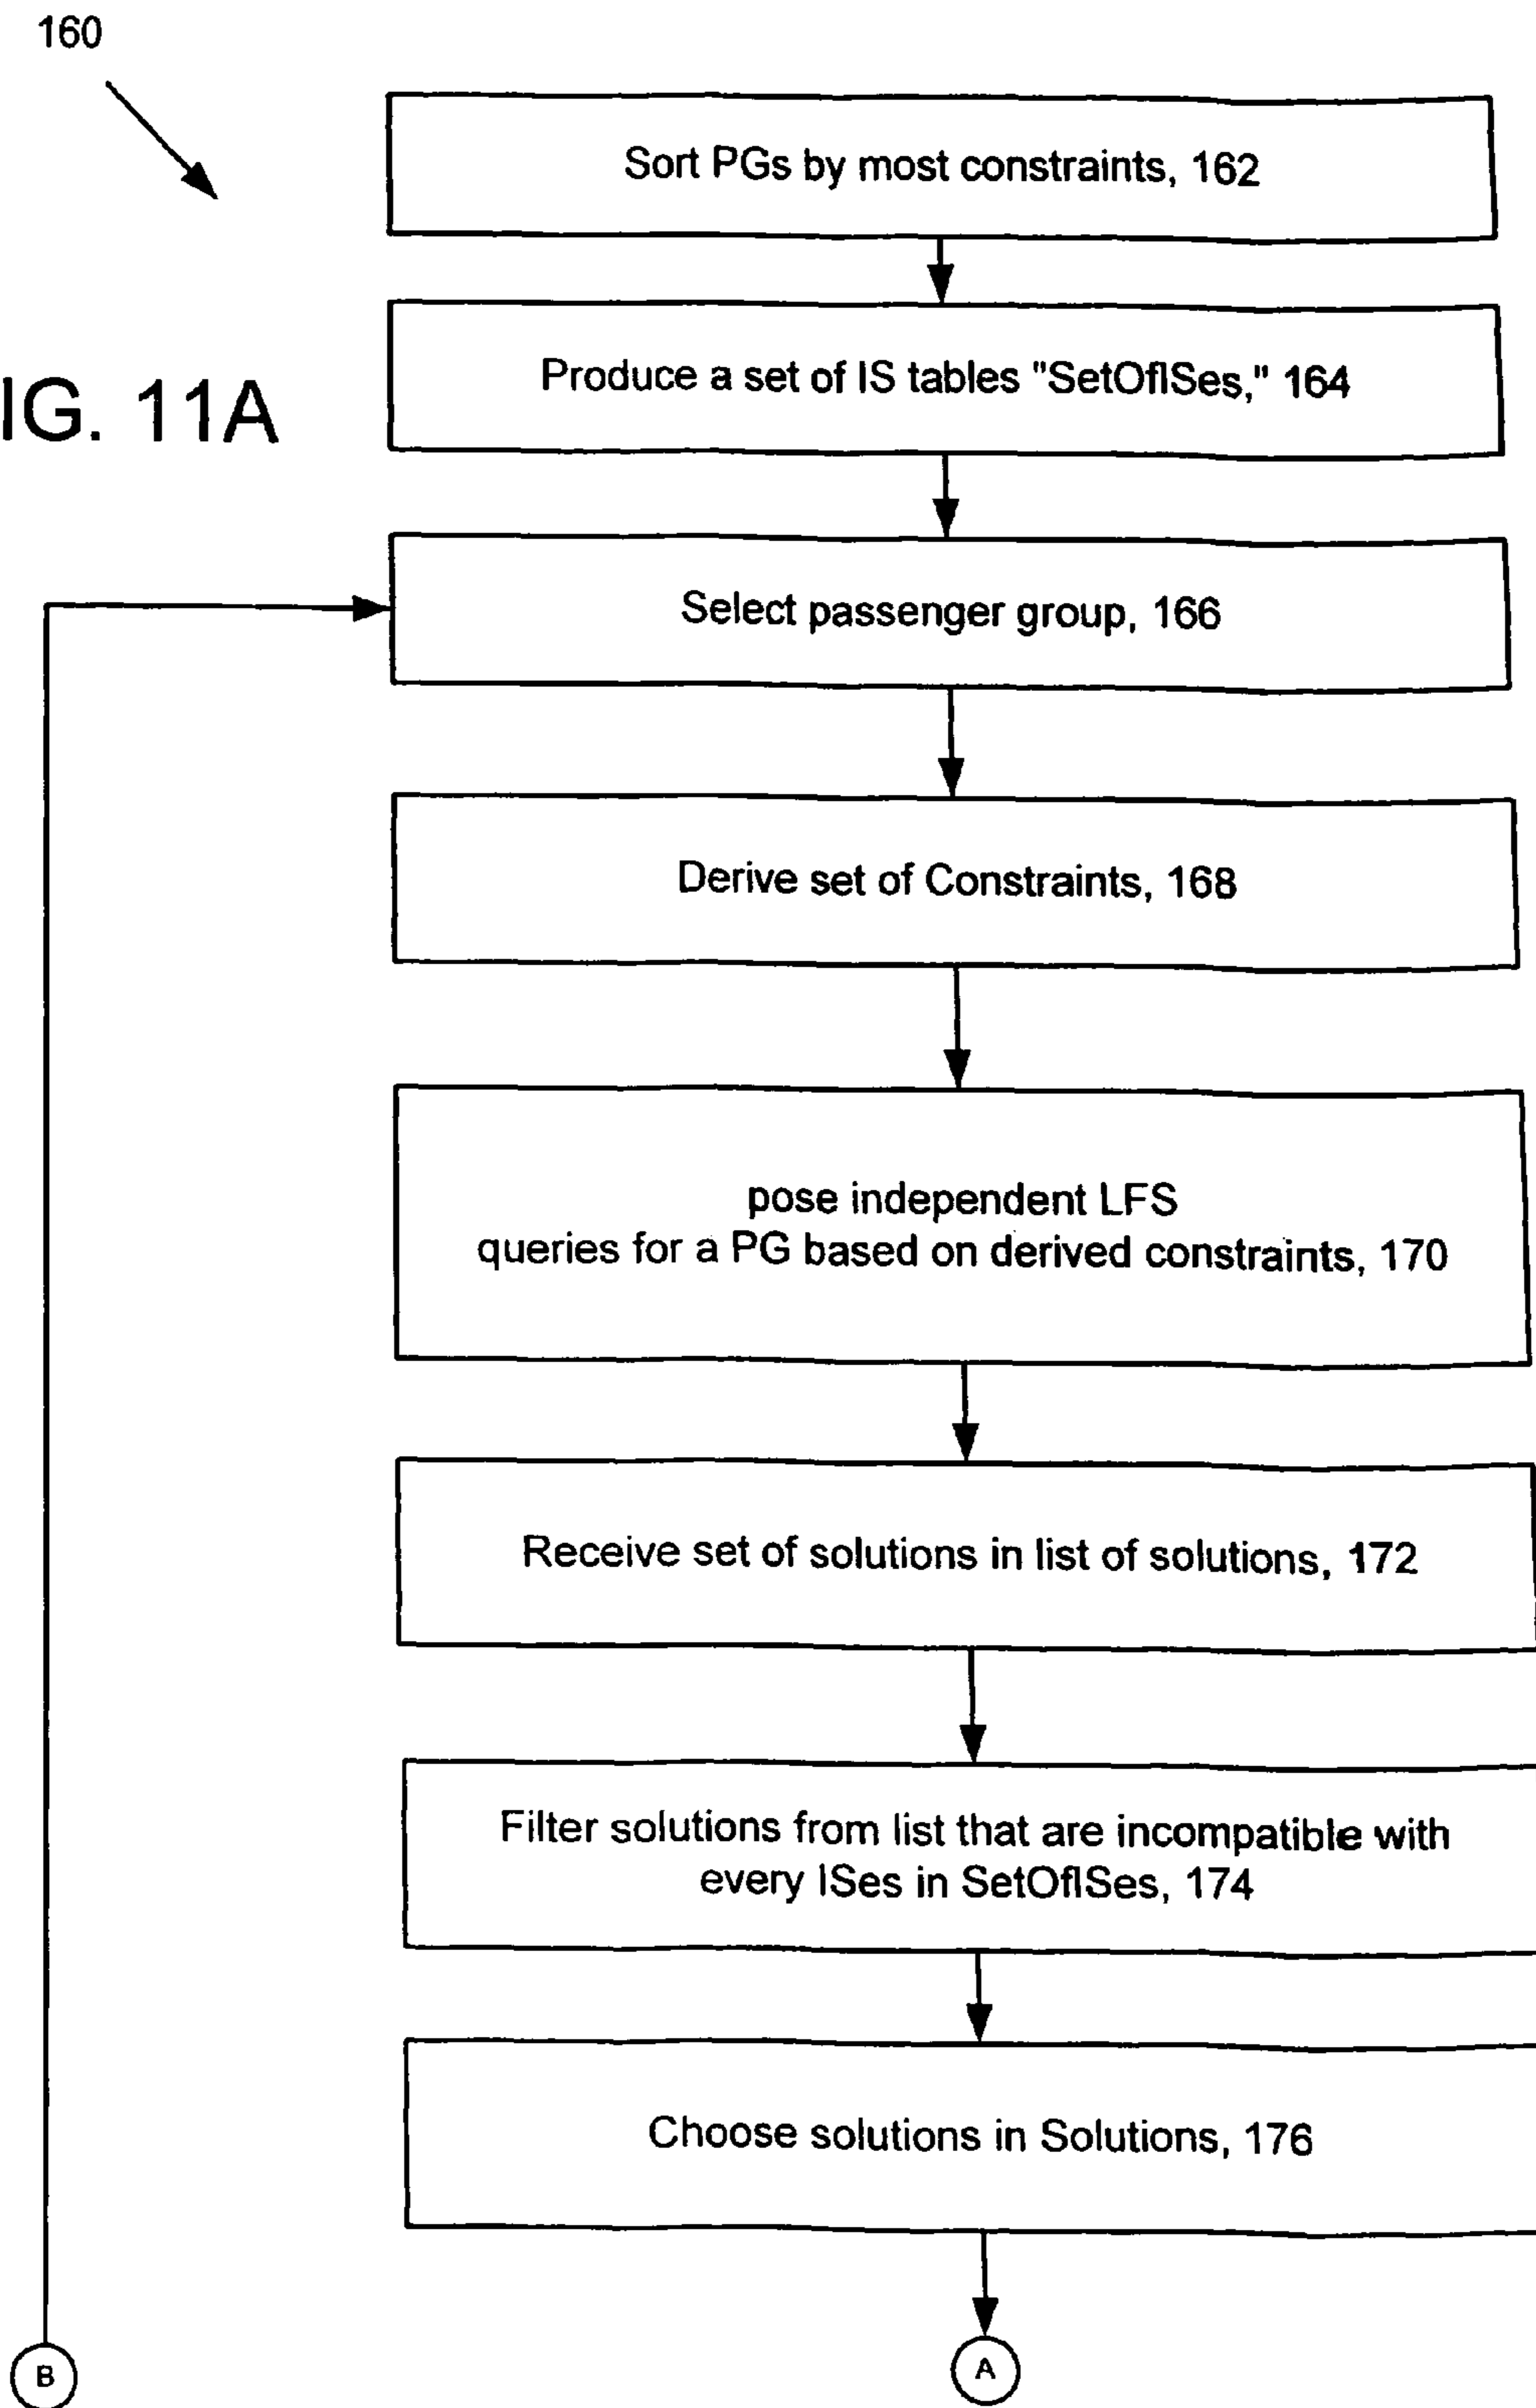 160
Sort PGs by most constraints, 162
Produce a set of IS tables "SetOfISes," 164
IG. 11A
Select passenger group, 166
Derive set of Constraints, 168
pose independent LFS
queries for a PG based on derived constraints, 170
Receive set of solutions in list of solutions, 172
Filter solutions from list that are incompatible with
every ISes in SetOfISes, 174
Choose solutions in Solutions, 176
B
A